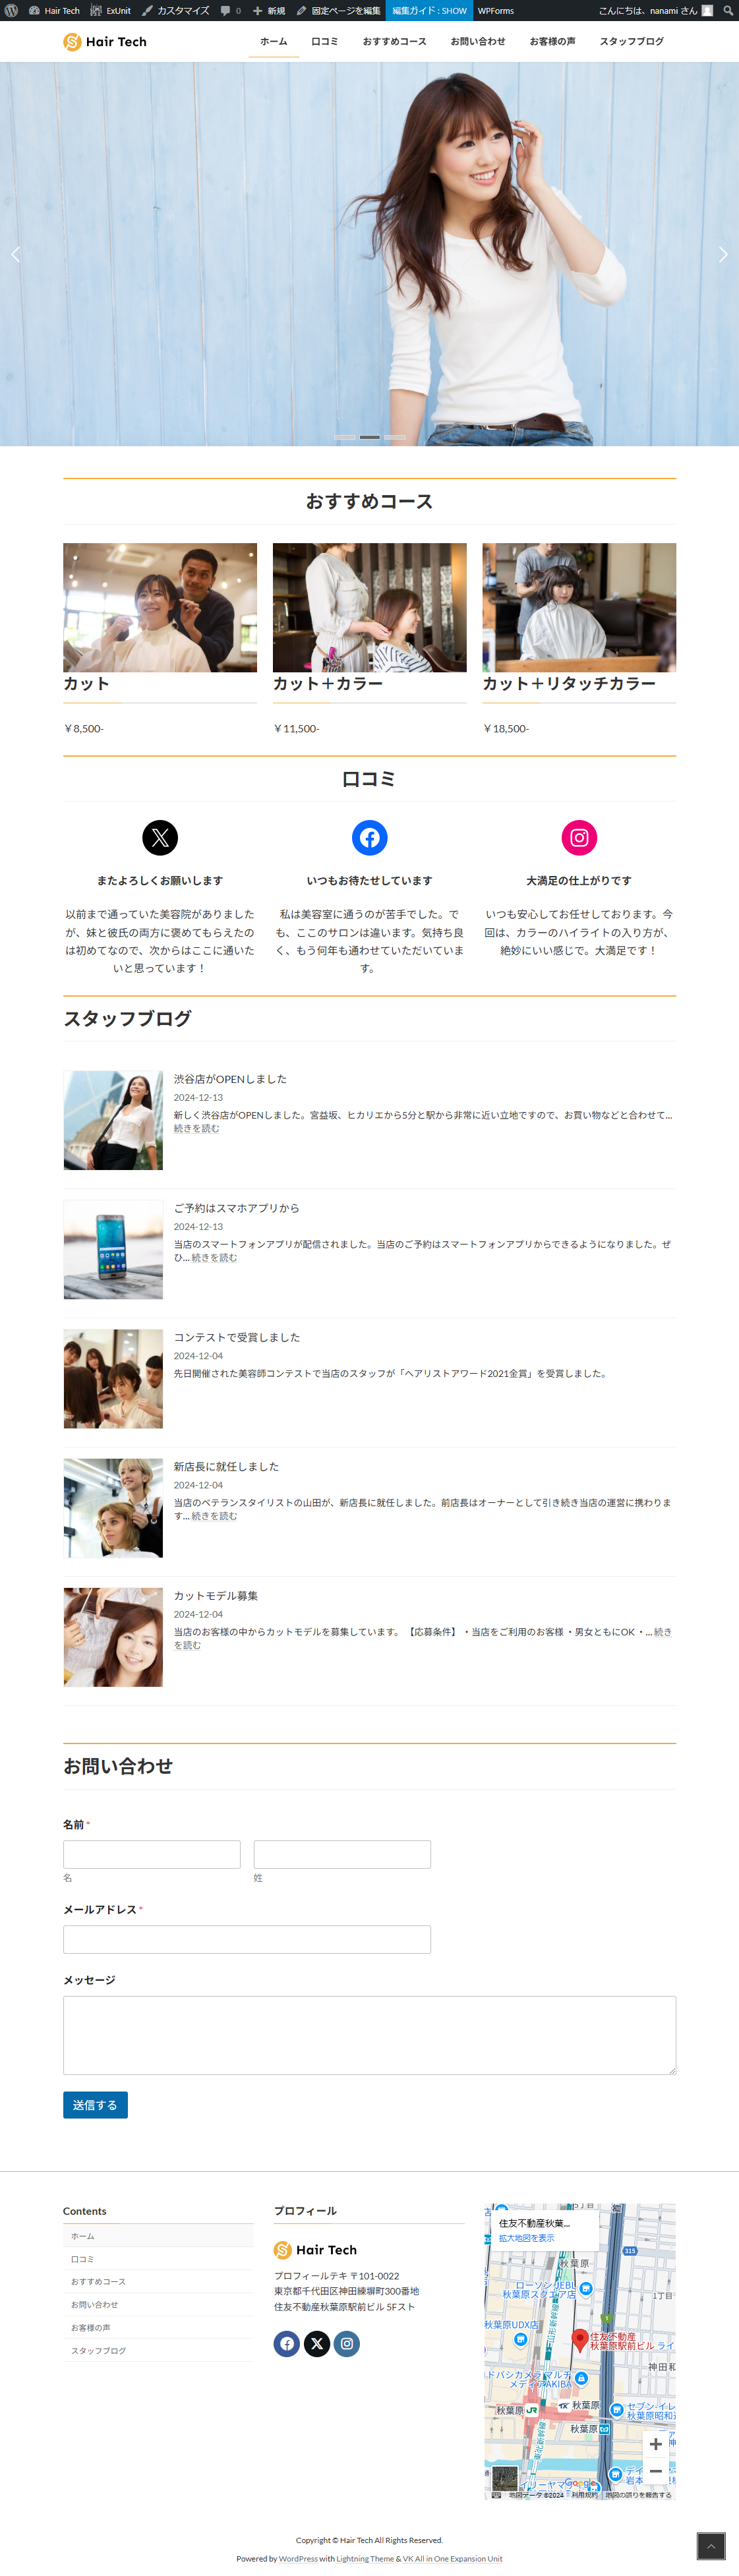 Hair Tech ExUnit カスタマイズ 0 新規 固定ページを編集 編集ガイド : SHOW WPForms こんにちは、nanami さん
Hair Tech
ホーム 口コミ おすすめコース お問い合わせ お客様の声 スタッフブログ
おすすめコース
カット
￥8,500-
カット＋カラー
￥11,500-
カット＋リタッチカラー
￥18,500-
口コミ
またよろしくお願いします
以前まで通っていた美容院がありました
が、妹と彼氏の両方に褒めてもらえたの
は初めてなので、次からはここに通いた
いと思っています！
いつもお待たせしています
私は美容室に通うのが苦手でした。で
も、ここのサロンは違います。気持ち良
く、もう何年も通わせていただいていま
す。
大満足の仕上がりです
いつも安心してお任せしております。今
回は、カラーのハイライトの入り方が、
絶妙にいい感じで。大満足です！
スタッフブログ
渋谷店がOPENしました
2024-12-13
新しく渋谷店がOPENしました。宮益坂、ヒカリエから5分と駅から非常に近い立地ですので、お買い物などと合わせて...
続きを読む
ご予約はスマホアプリから
2024-12-13
当店のスマートフォンアプリが配信されました。当店のご予約はスマートフォンアプリからできるようになりました。ぜ
ひ... 続きを読む
コンテストで受賞しました
2024-12-04
先日開催された美容師コンテストで当店のスタッフが「ヘアリストアワード2021金賞」を受賞しました。
新店長に就任しました
2024-12-04
当店のベテランスタイリストの山田が、新店長に就任しました。前店長はオーナーとして引き続き当店の運営に携わりま
す... 続きを読む
カットモデル募集
2024-12-04
当店のお客様の中からカットモデルを募集しています。 【応募条件】 ・当店をご利用のお客様 ・男女ともにOK ・... 続き
を読む
お問い合わせ
名前 *
名 姓
メールアドレス *
メッセージ
送信する
Contents
ホーム
口コミ
おすすめコース
お問い合わせ
お客様の声
スタッフブログ
プロフィール
Hair Tech
プロフィールテキ 〒101-0022
東京都千代田区神田練塀町300番地
住友不動産秋葉原駅前ビル 5Fスト
住友不動産秋葉...
拡大地図を表示
315
秋葉原
ローソン JEBL
秋葉原スクエア店
1丁目
秋葉原UDX店
住友不動産
秋葉原駅前ビル
ドバシカメラ マルチ
メディアAKIBA
神田和
秋葉原
秋葉原 JR
秋葉原
セブン-イレ
秋葉原昭和
Google
地図データ ©2024 利用規約 地図の誤りを報告する
Copyright © Hair Tech All Rights Reserved.
Powered by WordPress with Lightning Theme & VK All in One Expansion Unit